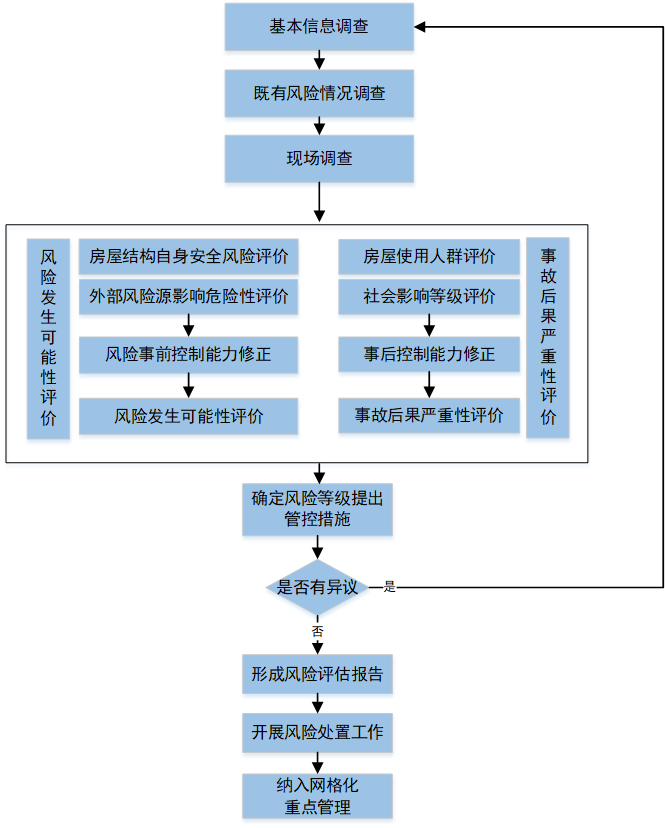 基本信息调查
既有风险情况调查
现场调查
风险发生可能性评价
房屋结构自身安全风险评价
外部风险源影响危险性评价
风险事前控制能力修正
风险发生可能性评价
房屋使用人群评价
社会影响等级评价
事后控制能力修正
事故后果严重性评价
事故后果严重性评价
确定风险等级提出
管控措施
是否有异议
是
否
形成风险评估报告
开展风险处置工作
纳入网格化
重点管理